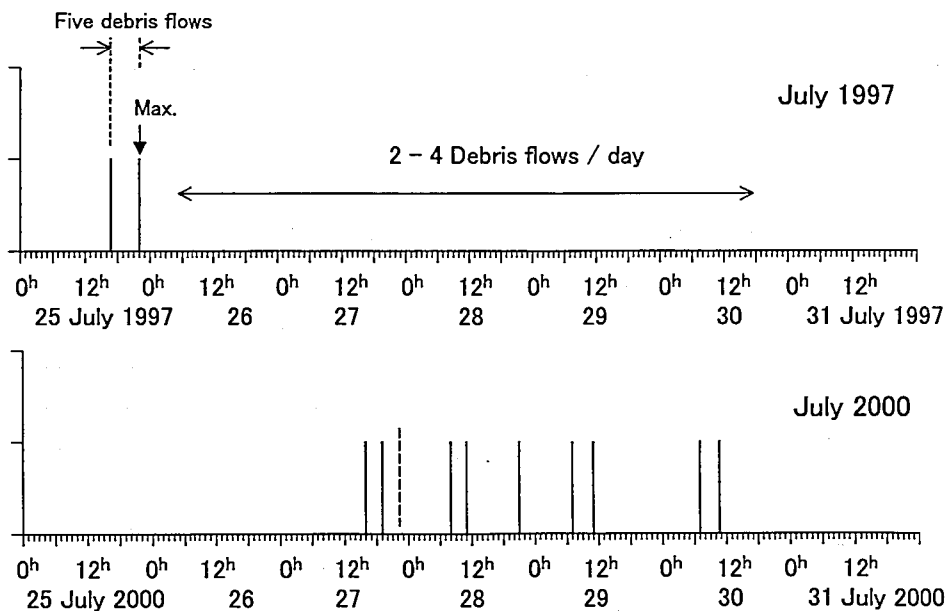 Five debris flows
July 1997
Max.
2 – 4 Debris flows / day
0ʰ 12ʰ 0ʰ 12ʰ 0ʰ 12ʰ 0ʰ 12ʰ 0ʰ 12ʰ 0ʰ 12ʰ 0ʰ 12ʰ
25 July 1997 26 27 28 29 30 31 July 1997
July 2000
0ʰ 12ʰ 0ʰ 12ʰ 0ʰ 12ʰ 0ʰ 12ʰ 0ʰ 12ʰ 0ʰ 12ʰ 0ʰ 12ʰ
25 July 2000 26 27 28 29 30 31 July 2000